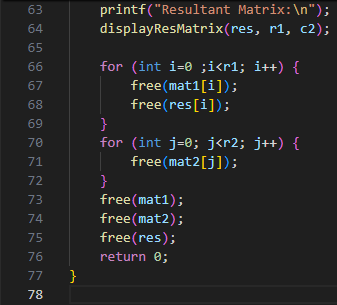 63 printf("Resultant Matrix:\n");
64 displayResMatrix(res, r1, c2);
65
66 for (int i=0 ;i<r1; i++) {
67 free(mat1[i]);
68 free(res[i]);
69 }
70 for (int j=0; j<r2; j++) {
71 free(mat2[j]);
72 }
73 free(mat1);
74 free(mat2);
75 free(res);
76 return 0;
77 }
78